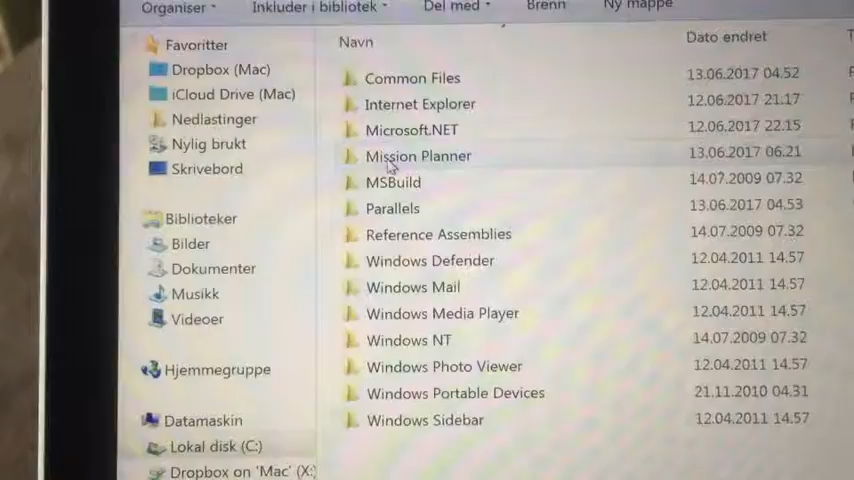 Organiser Inkluder i bibliotek Del med Brenn Ny mappe
Favoritter
Dropbox (Mac)
iCloud Drive (Mac)
Nedlastinger
Nylig brukt
Skrivebord
Biblioteker
Bilder
Dokumenter
Musikk
Videoer
Hjemmegruppe
Datamaskin
Lokal disk (C:)
Dropbox on 'Mac' (X:)
Navn Dato endret
Common Files 13.06.2017 04.52
Internet Explorer 12.06.2017 21.17
Microsoft.NET 12.06.2017 22.15
Mission Planner 13.06.2017 06.21
MSBuild 14.07.2009 07.32
Parallels 13.06.2017 04.53
Reference Assemblies 14.07.2009 07.32
Windows Defender 12.04.2011 14.57
Windows Mail 12.04.2011 14.57
Windows Media Player 12.04.2011 14.57
Windows NT 14.07.2009 07.32
Windows Photo Viewer 12.04.2011 14.57
Windows Portable Devices 21.11.2010 04.31
Windows Sidebar 12.04.2011 14.57